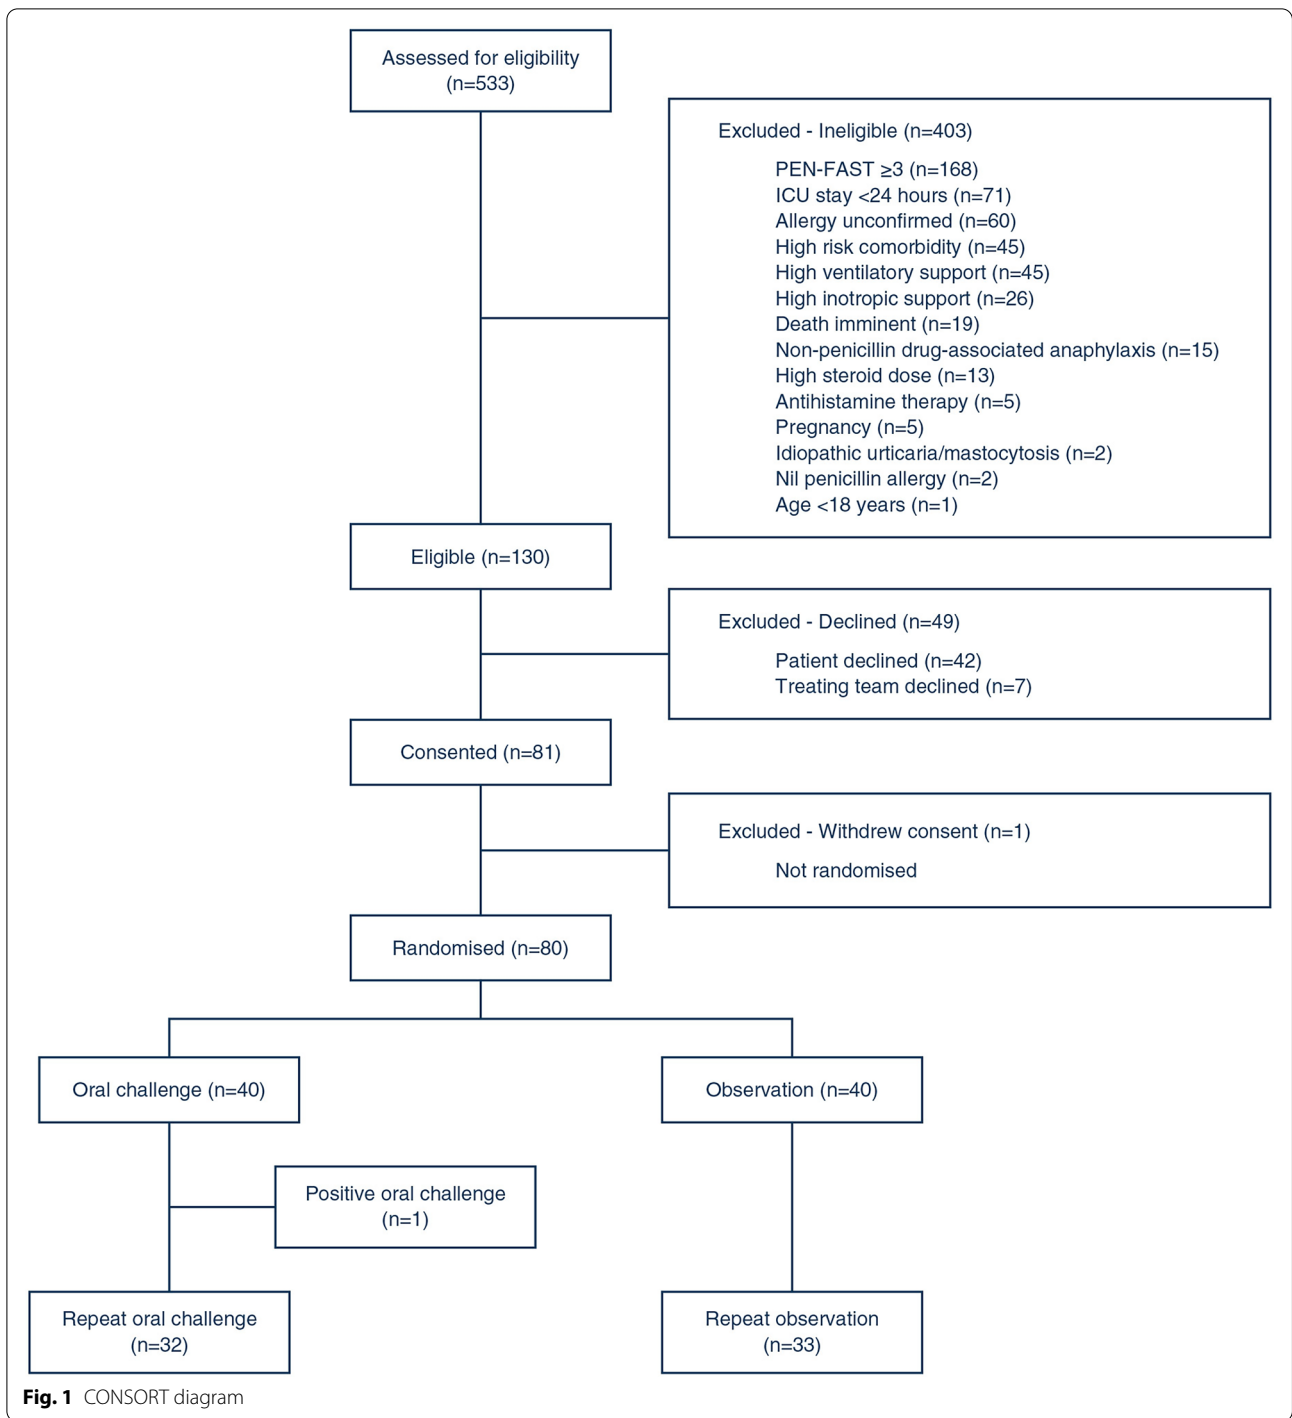 Assessed for eligibility
(n=533)
Excluded - Ineligible (n=403)
PEN-FAST ≥3 (n=168)
ICU stay <24 hours (n=71)
Allergy unconfirmed (n=60)
High risk comorbidity (n=45)
High ventilatory support (n=45)
High inotropic support (n=26)
Death imminent (n=19)
Non-penicillin drug-associated anaphylaxis (n=15)
High steroid dose (n=13)
Antihistamine therapy (n=5)
Pregnancy (n=5)
Idiopathic urticaria/mastocytosis (n=2)
Nil penicillin allergy (n=2)
Age <18 years (n=1)
Eligible (n=130)
Excluded - Declined (n=49)
Patient declined (n=42)
Treating team declined (n=7)
Consented (n=81)
Excluded - Withdrew consent (n=1)
Not randomised
Randomised (n=80)
Oral challenge (n=40)
Observation (n=40)
Positive oral challenge
(n=1)
Repeat oral challenge
(n=32)
Repeat observation
(n=33)
Fig. 1 CONSORT diagram